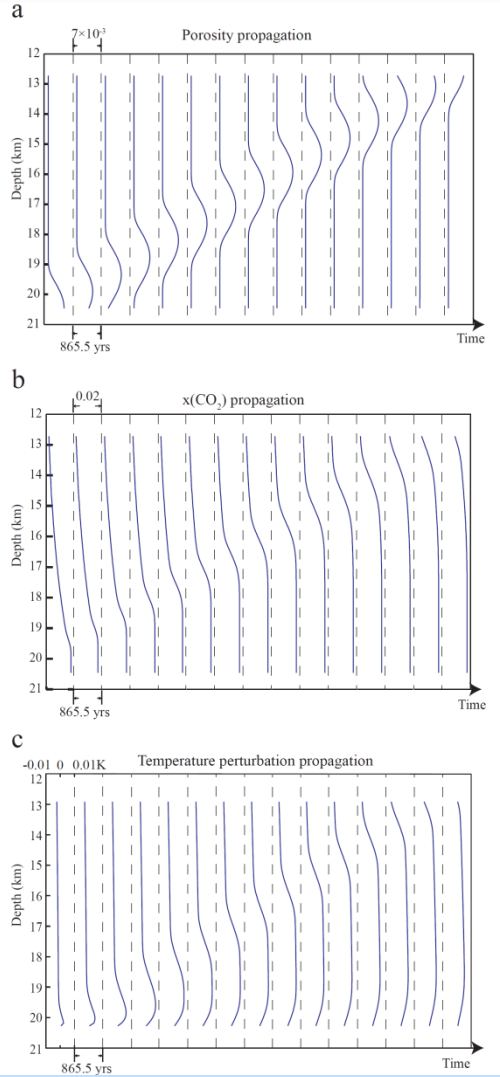 a
7×10⁻³
Porosity propagation
12
13
14
15
16
17
18
19
20
21
Depth (km)
Time
865.5 yrs
b
0.02
x(CO₂) propagation
12
13
14
15
16
17
18
19
20
21
Depth (km)
Time
865.5 yrs
c
-0.01 0 0.01K
Temperature perturbation propagation
12
13
14
15
16
17
18
19
20
21
Depth (km)
Time
865.5 yrs